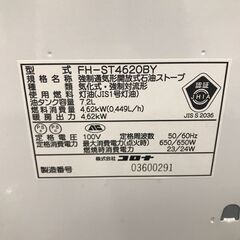 型式 FH-ST4620BY
種類 強制通気形開放式石油ストーブ
気化式・強制対流形
使用燃料 灯油(JIS1号灯油)
油タンク容量 7.2L
燃料消費量 4.62kW(0.449L/h)
暖房出力 4.62kW
認証
JHIA
JIS S 2036
定格電圧 100V 定格周波数 50/60Hz
定格消費電力 最大(点火時) 650/650W
燃焼時消費電力 23/24W
株式会社 コロナ
製造番号 03600291